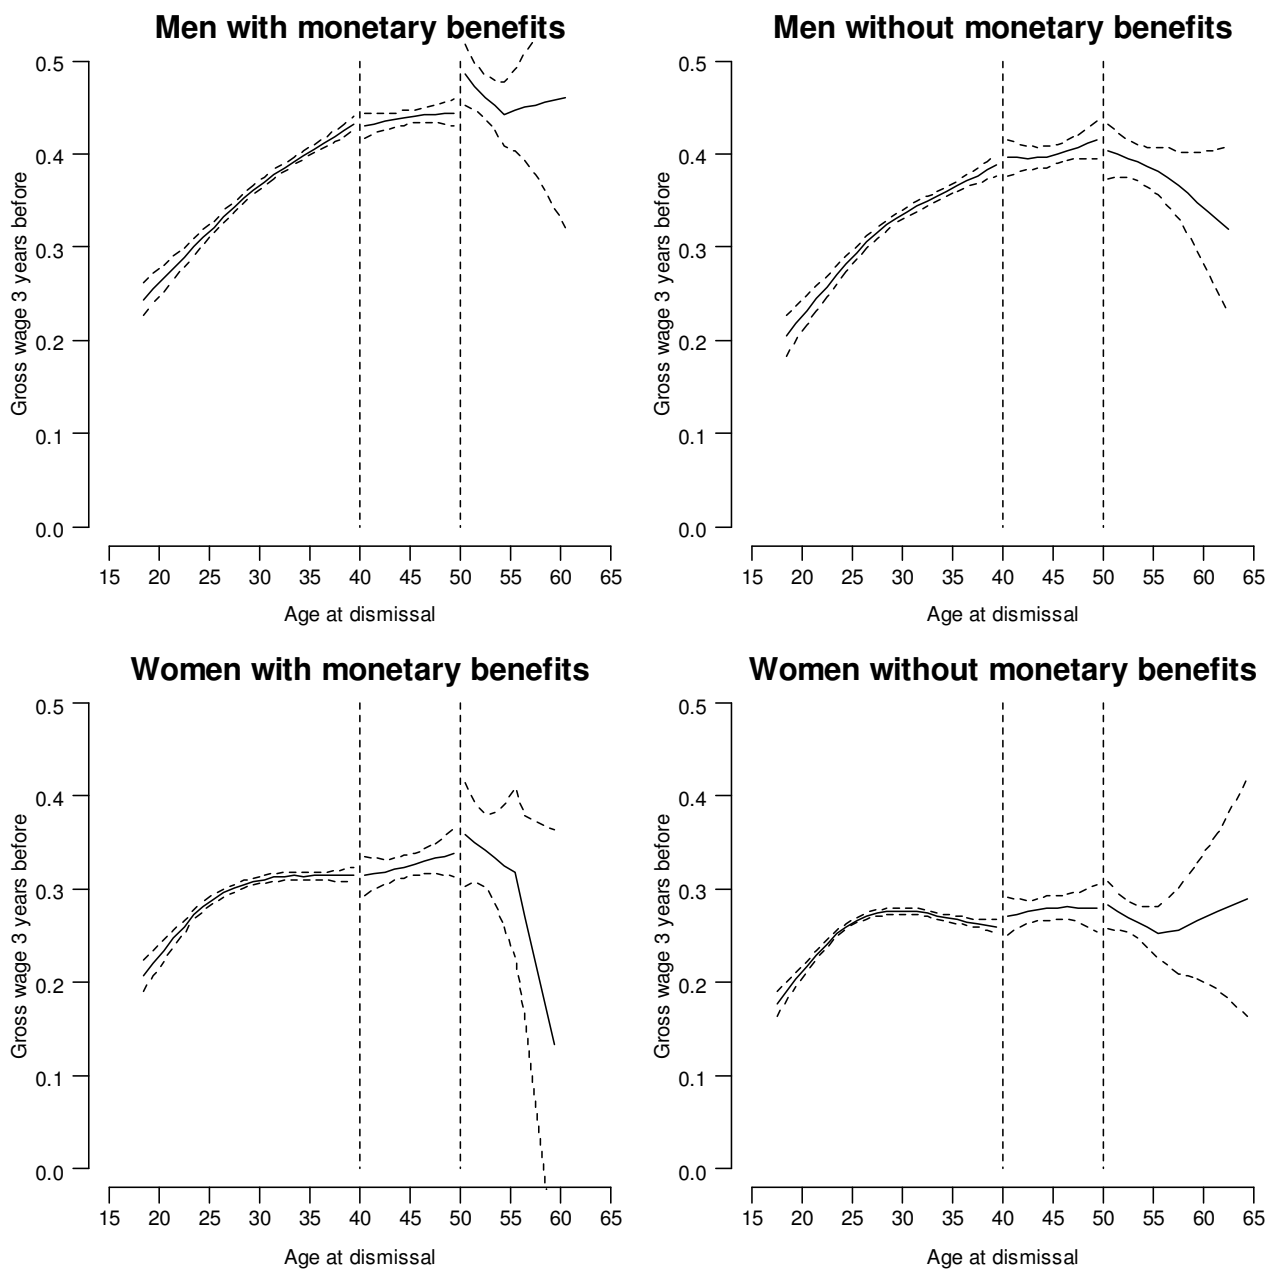 Men with monetary benefits
Gross wage 3 years before
0.5
0.4
0.3
0.2
0.1
0.0
15 20 25 30 35 40 45 50 55 60 65
Age at dismissal
Men without monetary benefits
Gross wage 3 years before
0.5
0.4
0.3
0.2
0.1
0.0
15 20 25 30 35 40 45 50 55 60 65
Age at dismissal
Women with monetary benefits
Gross wage 3 years before
0.5
0.4
0.3
0.2
0.1
0.0
15 20 25 30 35 40 45 50 55 60 65
Age at dismissal
Women without monetary benefits
Gross wage 3 years before
0.5
0.4
0.3
0.2
0.1
0.0
15 20 25 30 35 40 45 50 55 60 65
Age at dismissal